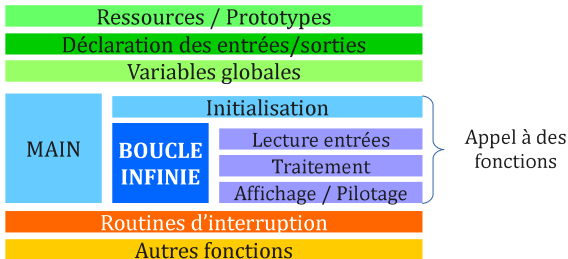 Ressources / Prototypes
Déclaration des entrées/sorties
Variables globales
MAIN
Initialisation
BOUCLE
INFINIE
Lecture entrées
Traitement
Affichage / Pilotage
Appel à des
fonctions
Routines d'interruption
Autres fonctions